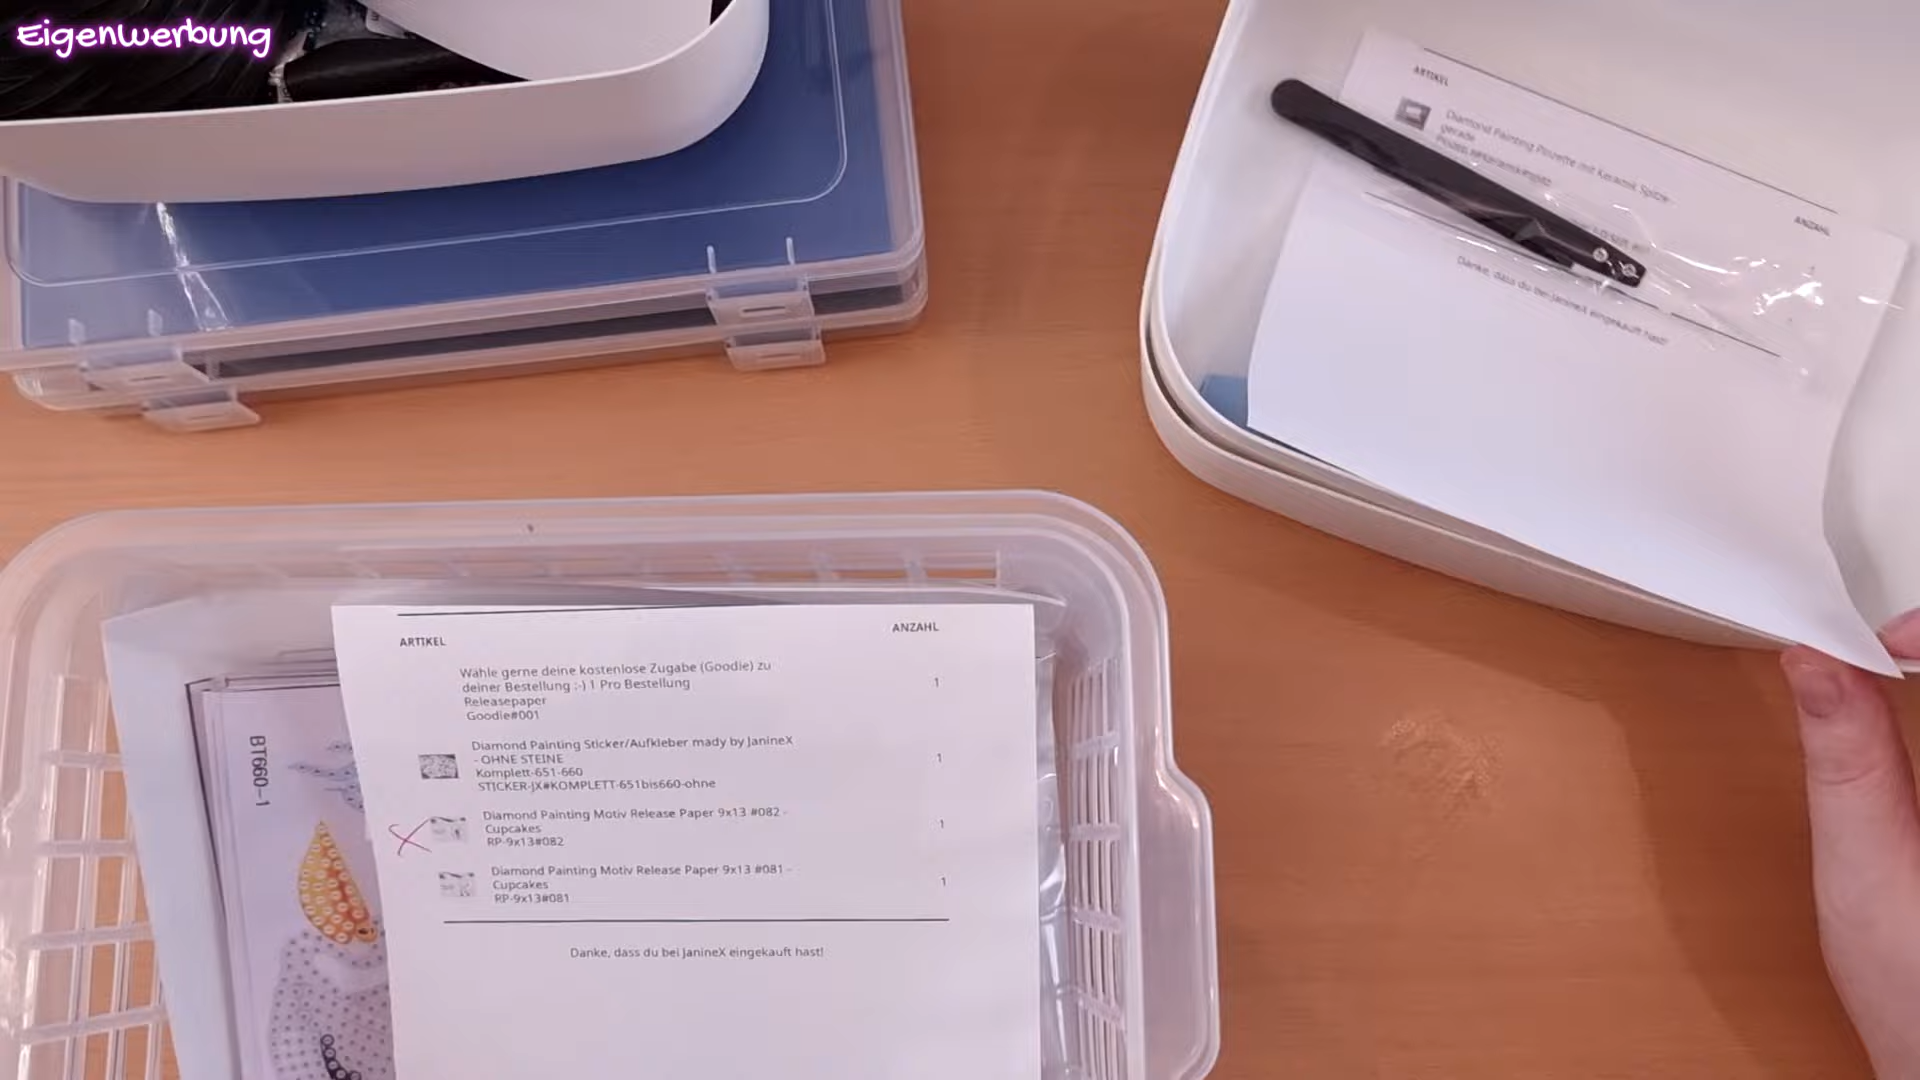 Eigenwerbung
ARTIKEL
Diamond Painting Pinzette mit Keramik Spitze -
gerade
ANZAHL
1
Danke, dass du bei JanineX eingekauft hast!
ARTIKEL
ANZAHL
Wähle gerne deine kostenlose Zugabe (Goodie) zu
deiner Bestellung :-) 1 Pro Bestellung
1
Releasepaper
Goodie#001
Diamond Painting Sticker/Aufkleber mady by JanineX
- OHNE STEINE
1
Komplett-651-660
STICKER-JX#KOMPLETT-651bis660-ohne
Diamond Painting Motiv Release Paper 9x13 #082 -
Cupcakes
1
RP-9x13#082
Diamond Painting Motiv Release Paper 9x13 #081 -
Cupcakes
1
RP-9x13#081
Danke, dass du bei JanineX eingekauft hast!
BT660-1